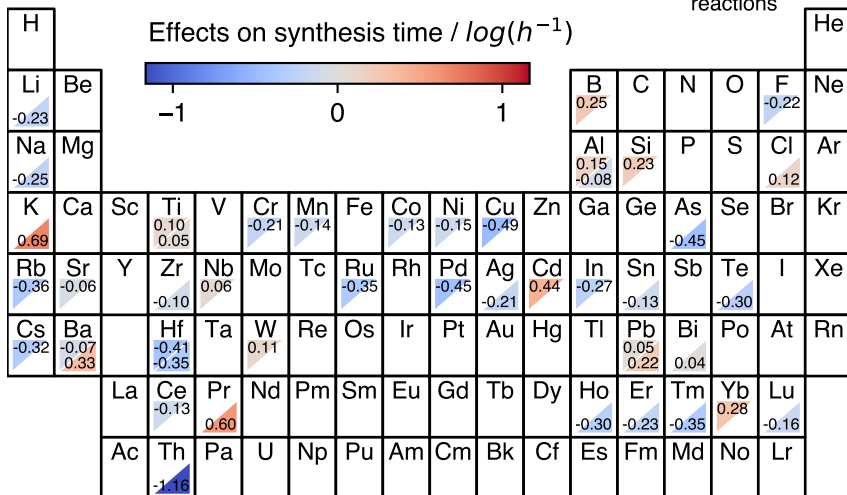 reactions
H He
Effects on synthesis time / log(h⁻¹)
−1 0 1
Li Be B C N O F Ne
0.25 -0.22
-0.23
Na Mg Al Si P S Cl Ar
0.15 0.23
-0.25 -0.08 0.12
K Ca Sc Ti V Cr Mn Fe Co Ni Cu Zn Ga Ge As Se Br Kr
0.10 -0.21 -0.14 -0.13 -0.15 -0.49
0.69 0.05 -0.45
Rb Sr Y Zr Nb Mo Tc Ru Rh Pd Ag Cd In Sn Sb Te I Xe
-0.36 -0.06 0.06 -0.35 -0.45 0.44 -0.27
-0.10 -0.21 -0.13 -0.30
Cs Ba Hf Ta W Re Os Ir Pt Au Hg Tl Pb Bi Po At Rn
-0.32 -0.07 -0.41 0.11 0.05
0.33 -0.35 0.22 0.04
La Ce Pr Nd Pm Sm Eu Gd Tb Dy Ho Er Tm Yb Lu
-0.13 0.28
0.60 -0.30 -0.23 -0.35 -0.16
Ac Th Pa U Np Pu Am Cm Bk Cf Es Fm Md No Lr
-1.16